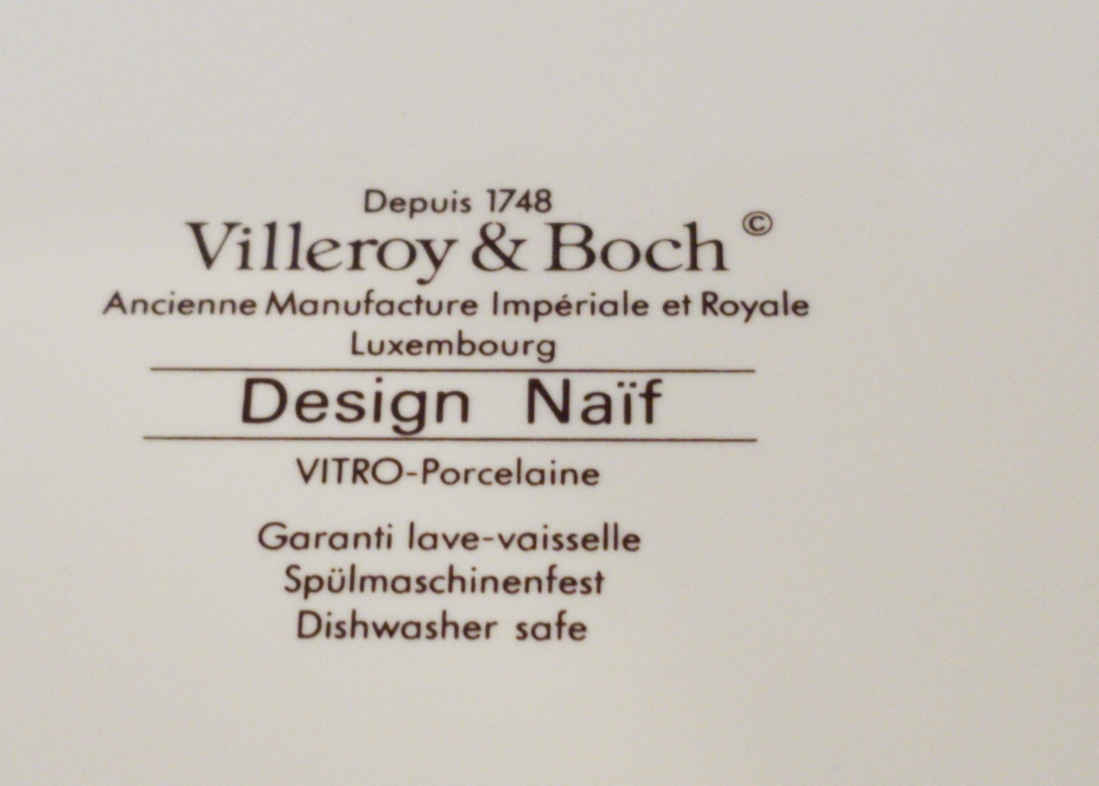 Depuis 1748
Villeroy & Boch ©
Ancienne Manufacture Impériale et Royale
Luxembourg
Design Naïf
VITRO-Porcelaine
Garanti lave-vaisselle
Spülmaschinenfest
Dishwasher safe